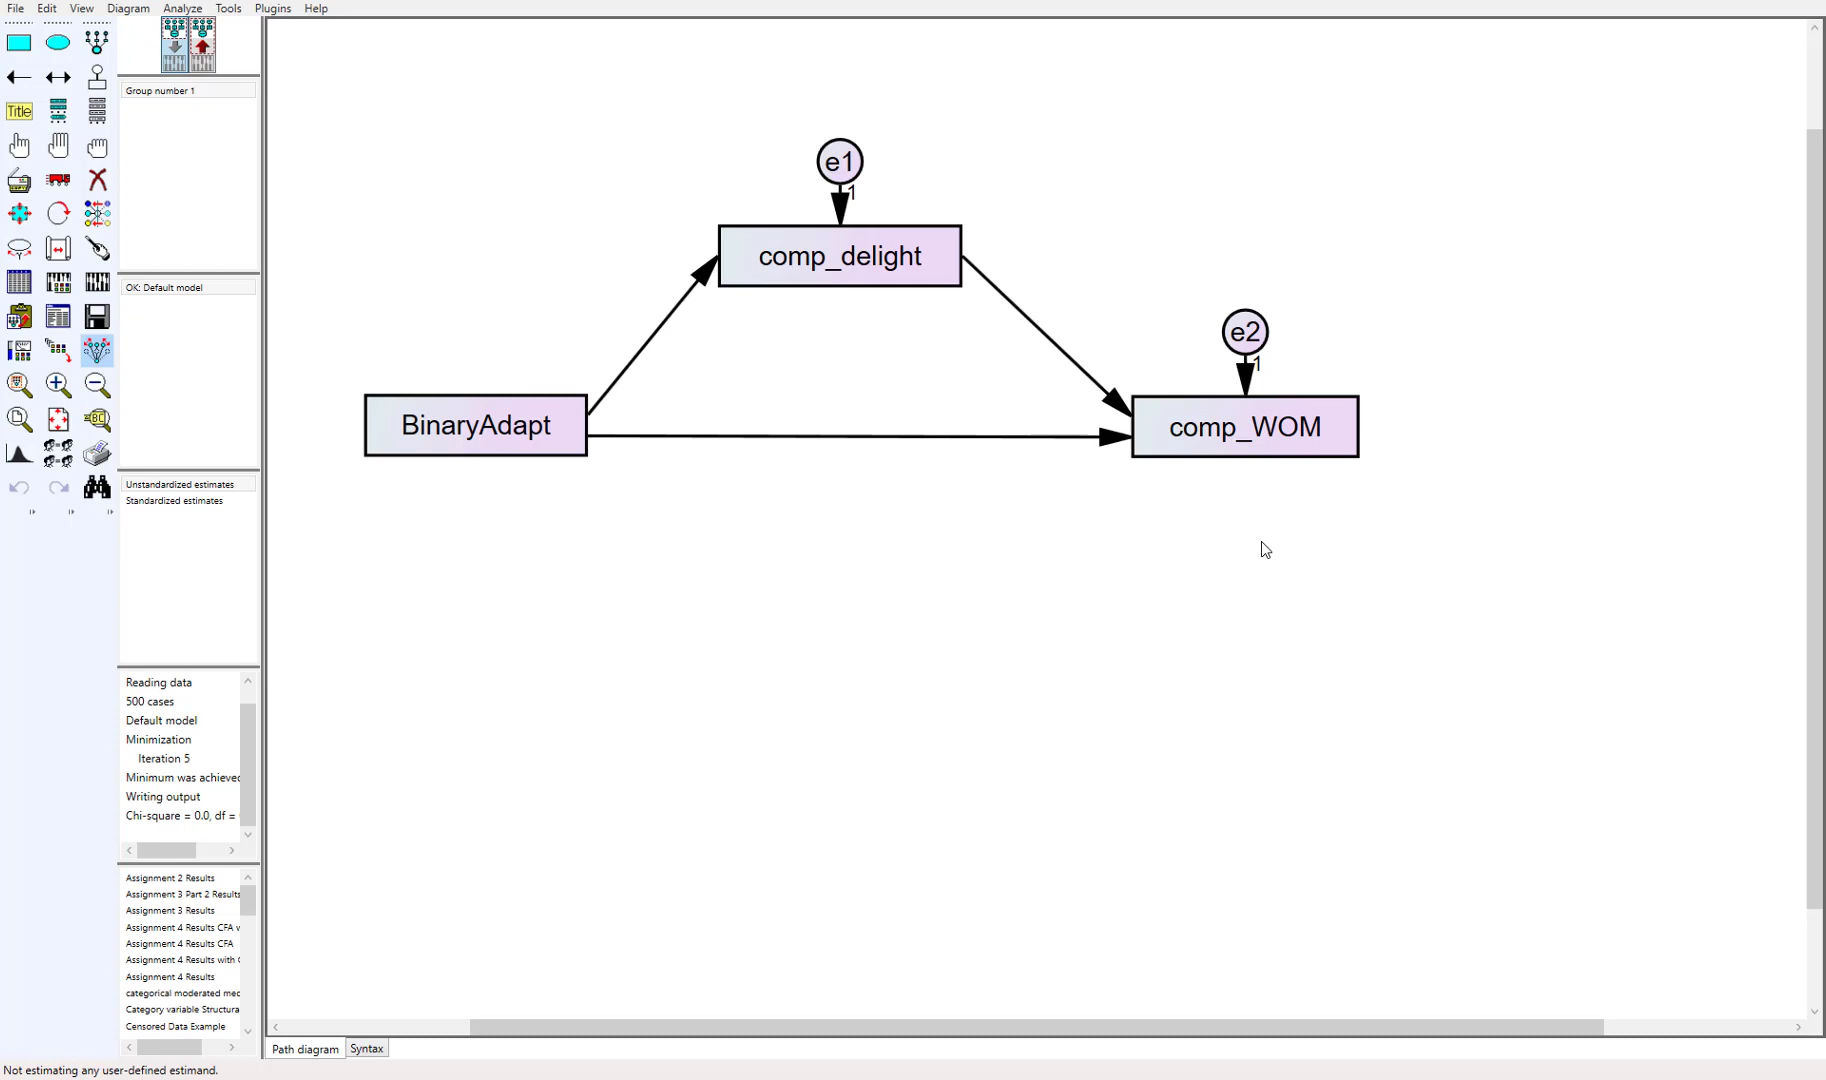 File Edit View Diagram Analyze Tools Plugins Help
Title
Group number 1
OK: Default model
Unstandardized estimates
Standardized estimates
Reading data
500 cases
Default model
Minimization
Iteration 5
Minimum was achieved
Writing output
Chi-square = 0.0, df =
Assignment 2 Results
Assignment 3 Part 2 Results
Assignment 3 Results
Assignment 4 Results CFA w
Assignment 4 Results CFA
Assignment 4 Results with
Assignment 4 Results
categorical moderated med
Category variable Structura
Censored Data Example
e1
1
comp_delight
e2
1
BinaryAdapt
comp_WOM
Path diagram Syntax
Not estimating any user-defined estimand.